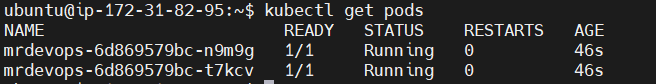 ubuntu@ip-172-31-82-95:~$ kubectl get pods
NAME READY STATUS RESTARTS AGE
mrdevops-6d869579bc-n9m9g 1/1 Running 0 46s
mrdevops-6d869579bc-t7kcv 1/1 Running 0 46s